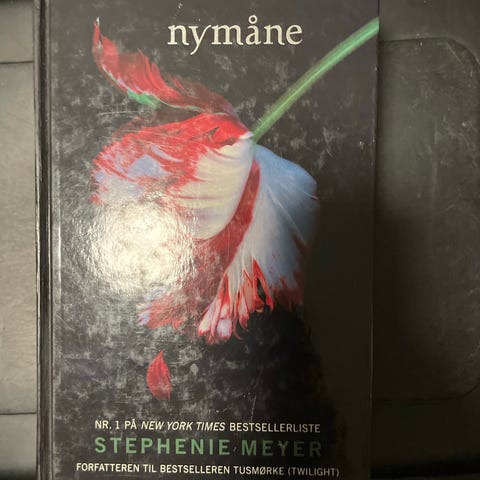 nymåne
NR. 1 PÅ NEW YORK TIMES BESTSELLERLISTE
STEPHENIE MEYER
FORFATTEREN TIL BESTSELLEREN TUSMØRKE (TWILIGHT)